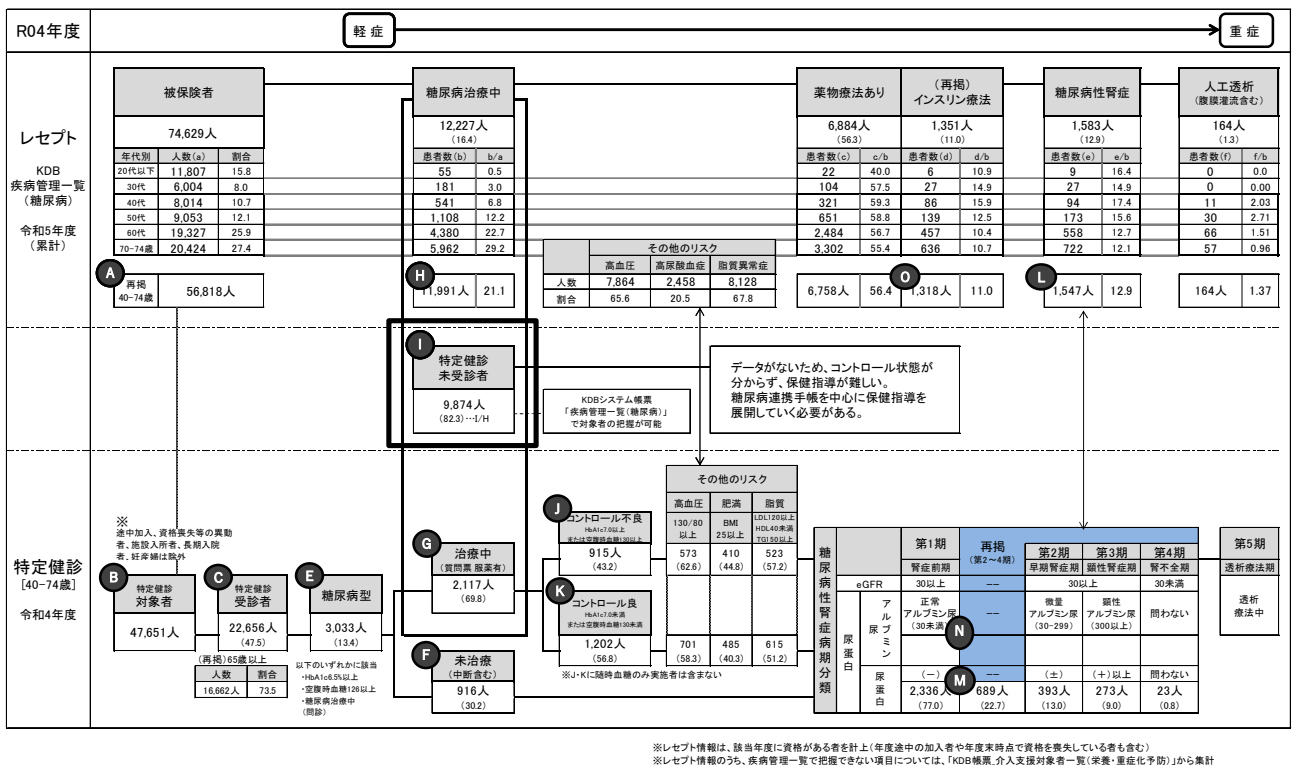 R04年度
軽症
重症
レセプト
KDB
疾病管理一覧
(糖尿病)
令和5年度
(累計)
被保険者
74,629人
年代別 人数(a) 割合
20代以下 11,807 15.8
30代 6,004 8.0
40代 8,014 10.7
50代 9,053 12.1
60代 19,327 25.9
70-74歳 20,424 27.4
A
再掲
40-74歳
56,818人
糖尿病治療中
12,227人
(16.4)
患者数(b) b/a
55 0.5
181 3.0
541 6.8
1,108 12.2
4,380 22.7
5,962 29.2
H
11,991人 21.1
その他のリスク
高血圧 高尿酸血症 脂質異常症
人数 7,864 2,458 8,128
割合 65.6 20.5 67.8
薬物療法あり
6,884人
(56.3)
患者数(c) c/b
22 40.0
104 57.5
321 59.3
651 58.8
2,484 56.7
3,302 55.4
6,758人 56.4
(再掲)
インスリン療法
1,351人
(11.0)
患者数(d) d/b
6 10.9
27 14.9
86 15.9
139 12.5
457 10.4
636 10.7
O
1,318人 11.0
糖尿病性腎症
1,583人
(12.9)
患者数(e) e/b
9 16.4
27 14.9
94 17.4
173 15.6
558 12.7
722 12.1
L
1,547人 12.9
人工透析
(腹膜灌流含む)
164人
(1.3)
患者数(f) f/b
0 0.0
0 0.00
11 2.03
30 2.71
66 1.51
57 0.96
164人 1.37
I
特定健診
未受診者
9,874人
(82.3)…I/H
KDBシステム帳票
「疾病管理一覧(糖尿病)」
で対象者の把握が可能
データがないため、コントロール状態が
分からず、保健指導が難しい。
糖尿病連携手帳を中心に保健指導を
展開していく必要がある。
特定健診
[40-74歳]
令和4年度
※
途中加入、資格喪失等の異動
者、施設入所者、長期入院
者、妊産婦は除外
B
特定健診
対象者
47,651人
C
特定健診
受診者
22,656人
(47.5)
(再掲)65歳以上
人数 割合
16,662人 73.5
E
糖尿病型
3,033人
(13.4)
以下のいずれかに該当
・HbA1c6.5%以上
・空腹時血糖126以上
・糖尿病治療中
(問診)
G
治療中
(質問票 服薬有)
2,117人
(69.8)
F
未治療
(中断含む)
916人
(30.2)
J
コントロール不良
HbA1c7.0以上
または空腹時血糖130以上
915人
(43.2)
K
コントロール良
HbA1c7.0未満
または空腹時血糖130未満
1,202人
(56.8)
※J・Kに随時血糖のみ実施者は含まない
その他のリスク
高血圧 肥満 脂質
130/80
以上
BMI
25以上
LDL120以上
HDL40未満
TG150以上
573 410 523
(62.6) (44.8) (57.2)
701 485 615
(58.3) (40.3) (51.2)
糖尿病性腎症病期分類
第1期
腎症前期
再掲
(第2~4期)
第2期
早期腎症期
第3期
顕性腎症期
第4期
腎不全期
第5期
透析療法期
eGFR 30以上 -- 30以上 30未満
尿蛋白
尿アルブミン
正常
アルブミン尿
(30未満)
--
微量
アルブミン尿
(30-299)
顕性
アルブミン尿
(300以上)
問わない
透析
療法中
N
尿蛋白
(-) -- (±) (+)以上 問わない
M
2,336人 689人 393人 273人 23人
(77.0) (22.7) (13.0) (9.0) (0.8)
※レセプト情報は、該当年度に資格がある者を計上(年度途中の加入者や年度末時点で資格を喪失している者も含む)
※レセプト情報のうち、疾病管理一覧で把握できない項目については、「KDB帳票_介入支援対象者一覧(栄養・重症化予防)」から集計